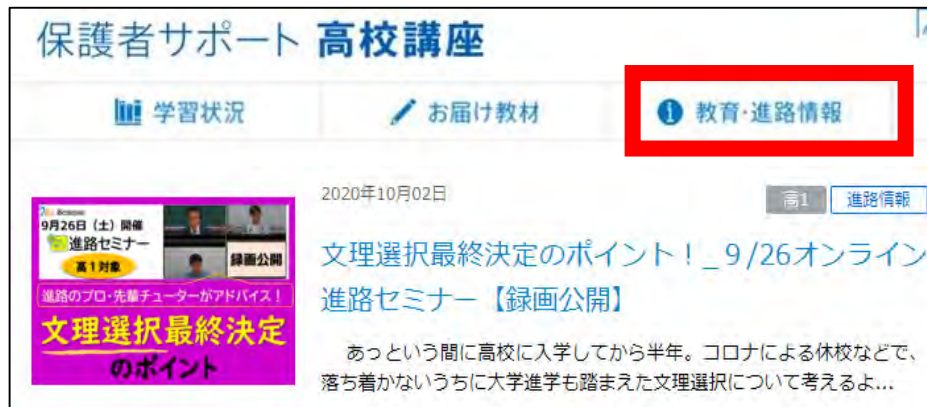 保護者サポート 高校講座
学習状況
お届け教材
教育・進路情報
2020年10月02日
高1
進路情報
9月26日（土）開催
進路セミナー
高1対象
録画公開
進路のプロ・先輩チューターがアドバイス！
文理選択最終決定
のポイント
文理選択最終決定のポイント！_９/26オンライン
進路セミナー【録画公開】
あっという間に高校に入学してから半年。コロナによる休校などで、
落ち着かないうちに大学進学も踏まえた文理選択について考えるよ...